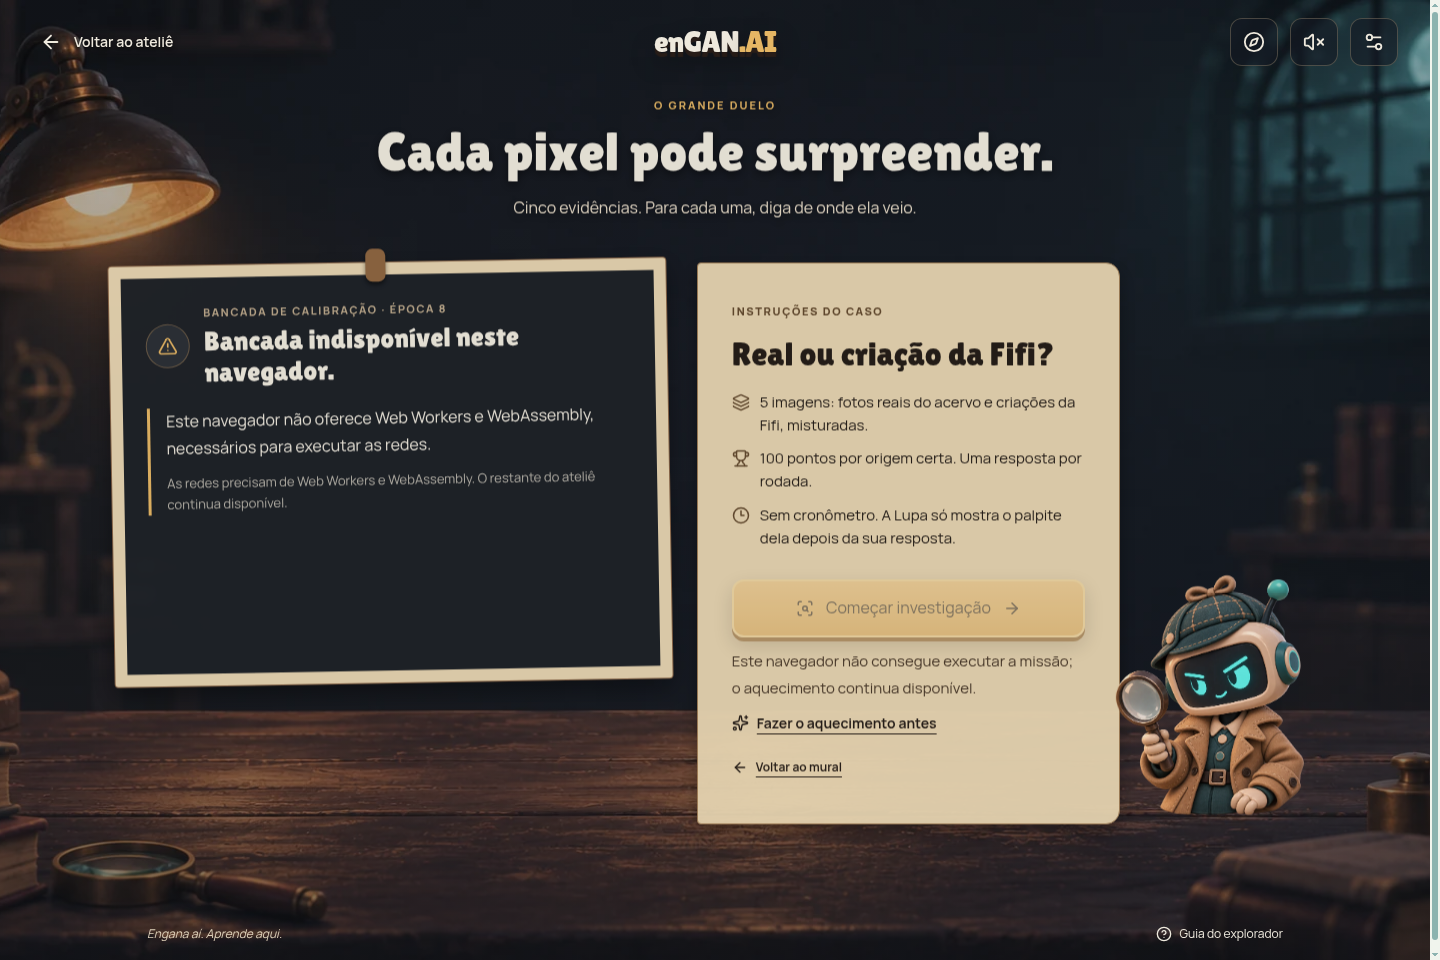 Voltar ao ateliê
enGAN.AI
O GRANDE DUELO
Cada pixel pode surpreender.
Cinco evidências. Para cada uma, diga de onde ela veio.
BANCADA DE CALIBRAÇÃO · ÉPOCA 8
Bancada indisponível neste
navegador.
Este navegador não oferece Web Workers e WebAssembly,
necessários para executar as redes.
As redes precisam de Web Workers e WebAssembly. O restante do ateliê
continua disponível.
INSTRUÇÕES DO CASO
Real ou criação da Fifi?
5 imagens: fotos reais do acervo e criações da
Fifi, misturadas.
100 pontos por origem certa. Uma resposta por
rodada.
Sem cronômetro. A Lupa só mostra o palpite
dela depois da sua resposta.
Começar investigação
Este navegador não consegue executar a missão;
o aquecimento continua disponível.
Fazer o aquecimento antes
Voltar ao mural
Engana ai. Aprende aqui.
Guia do explorador